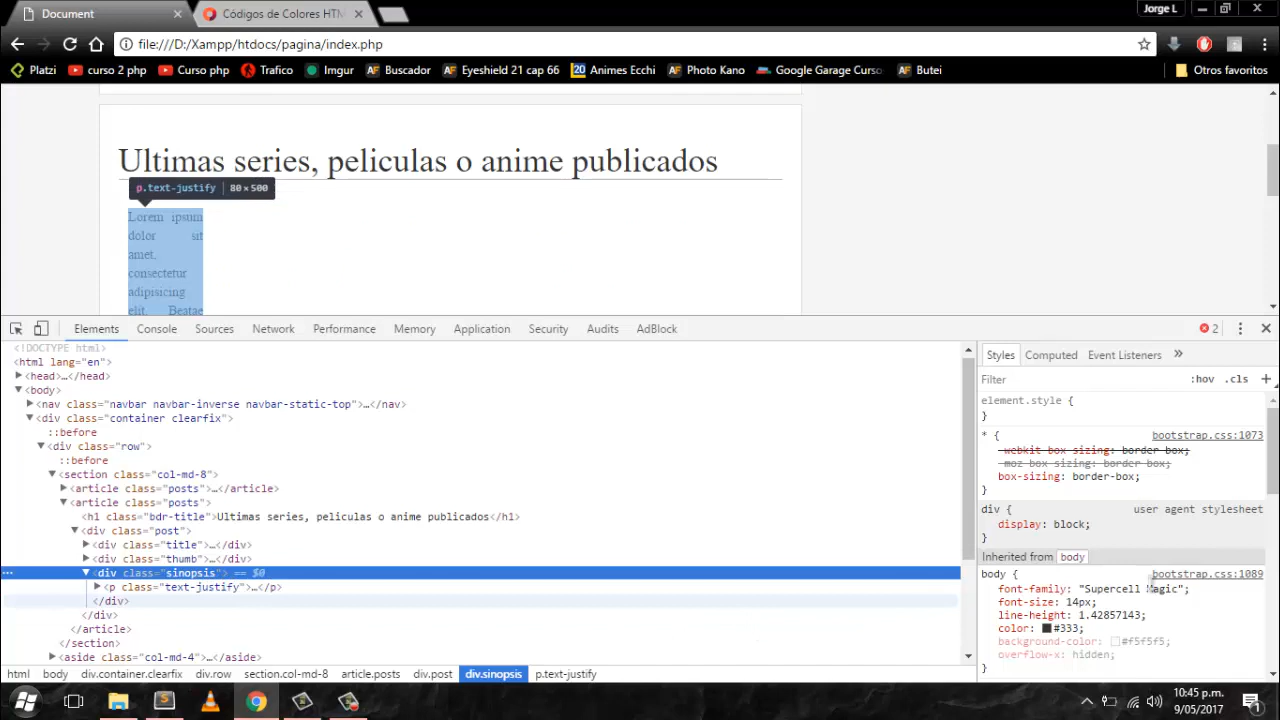 Document
Códigos de Colores HTM
Jorge L
file:///D:/Xampp/htdocs/pagina/index.php
Platzi
curso 2 php
Curso php
Trafico
Imgur
AF Buscador
AF Eyeshield 21 cap 66
20 Animes Ecchi
AF Photo Kano
Google Garage Curso
AF Butei
Otros favoritos
Ultimas series, peliculas o anime publicados
p.text-justify 80 × 500
Lorem ipsum
dolor sit
amet,
consectetur
adipisicing
elit. Beatae
Elements Console Sources Network Performance Memory Application Security Audits AdBlock
2
<!DOCTYPE html>
<html lang="en">
<head>…</head>
<body>
<nav class="navbar navbar-inverse navbar-static-top">…</nav>
<div class="container clearfix">
::before
<div class="row">
::before
<section class="col-md-8">
<article class="posts">…</article>
<article class="posts">
<h1 class="bdr-title">Ultimas series, peliculas o anime publicados</h1>
<div class="post">
<div class="title">…</div>
<div class="thumb">…</div>
… <div class="sinopsis"> == $0
<p class="text-justify">…</p>
</div>
</div>
</article>
</section>
<aside class="col-md-4">…</aside>
html body div.container.clearfix div.row section.col-md-8 article.posts div.post div.sinopsis p.text-justify
Styles Computed Event Listeners »
Filter :hov .cls +
element.style {
}
* { bootstrap.css:1073
-webkit-box-sizing: border-box;
-moz-box-sizing: border-box;
box-sizing: border-box;
}
div { user agent stylesheet
display: block;
}
Inherited from body
body { bootstrap.css:1089
font-family: "Supercell Magic";
font-size: 14px;
line-height: 1.42857143;
color: #333;
background-color: #f5f5f5;
overflow-x: hidden;
}
10:45 p.m.
9/05/2017
1